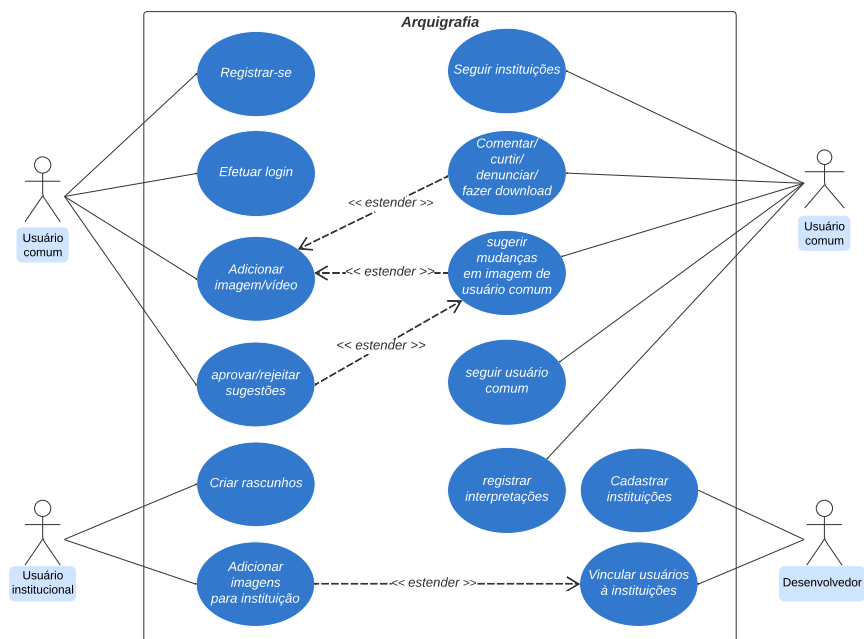 Arquigrafia
Registrar-se
Seguir instituições
Efetuar login
Comentar/
curtir/
denunciar/
fazer download
<< estender >>
Usuário
comum
Usuário
comum
Adicionar
imagem/vídeo
<< estender >>
sugerir
mudanças
em imagem de
usuário comum
<< estender >>
aprovar/rejeitar
sugestões
seguir usuário
comum
Criar rascunhos
registrar
interpretações
Cadastrar
instituições
Usuário
institucional
Adicionar
imagens
para instituição
<< estender >>
Vincular usuários
à instituições
Desenvolvedor